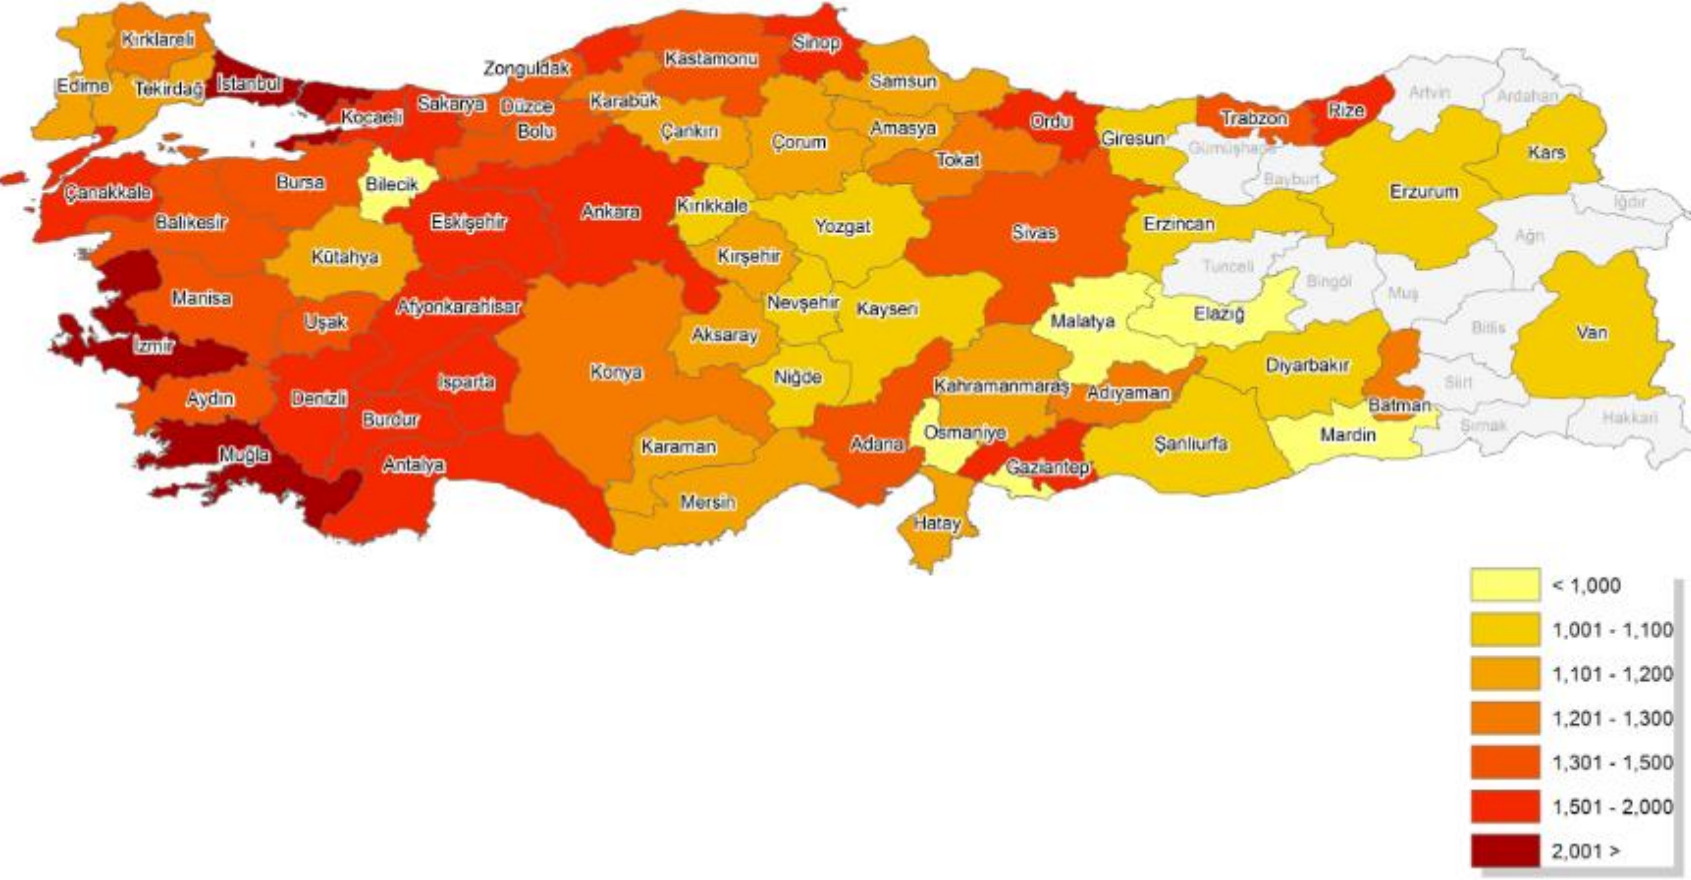 Kırklareli
Edirne
Tekirdağ
İstanbul
Kocaeli
Sakarya
Zonguldak
Düzce
Bolu
Karabük
Kastamonu
Sinop
Samsun
Çankırı
Çorum
Amasya
Tokat
Ordu
Giresun
Gümüşhane
Trabzon
Rize
Artvin
Ardahan
Bayburt
Kars
Erzurum
Iğdır
Ağrı
Çanakkale
Bursa
Bilecik
Balıkesir
Eskişehir
Ankara
Kırıkkale
Yozgat
Sivas
Erzincan
Kütahya
Kırşehir
Tunceli
Bingöl
Muş
Manisa
Uşak
Afyonkarahisar
Nevşehir
Kayseri
Malatya
Elazığ
Bitlis
Van
İzmir
Aksaray
Konya
Niğde
Isparta
Kahramanmaraş
Adıyaman
Diyarbakır
Siirt
Batman
Aydın
Denizli
Burdur
Karaman
Adana
Osmaniye
Şanlıurfa
Mardin
Şırnak
Hakkari
Muğla
Antalya
Gaziantep
Mersin
Hatay
< 1,000
1,001 - 1,100
1,101 - 1,200
1,201 - 1,300
1,301 - 1,500
1,501 - 2,000
2,001 >